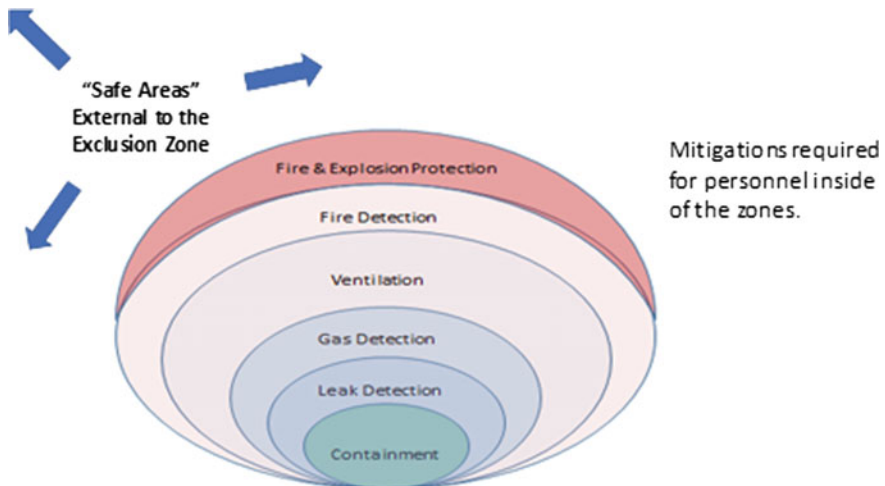 “Safe Areas”
External to the
Exclusion Zone
Mitigations required
for personnel inside
of the zones.
Fire & Explosion Protection
Fire Detection
Ventilation
Gas Detection
Leak Detection
Containment